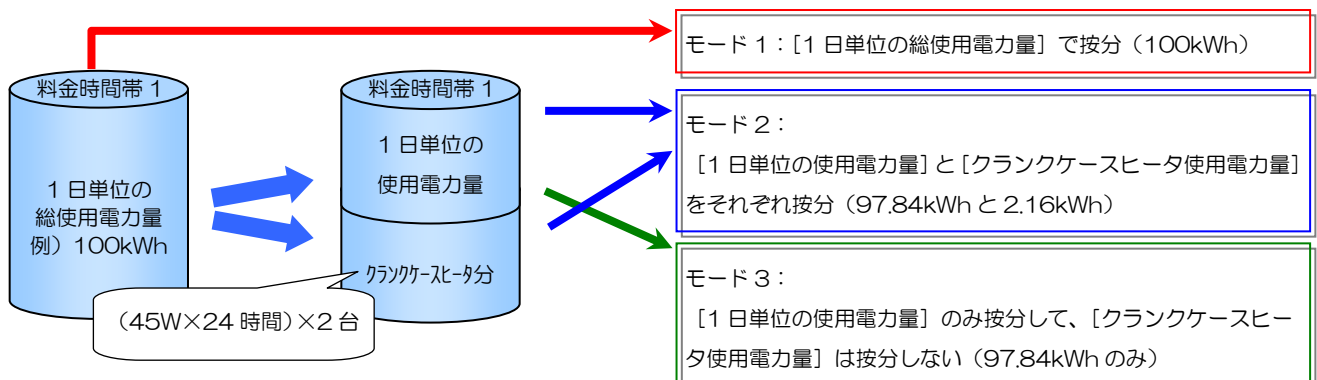 料金時間帯 1
1 日単位の
総使用電力量
例）100kWh
料金時間帯 1
1 日単位の
使用電力量
クランクケースヒータ分
（45W×24 時間）×2 台
モード 1：[1 日単位の総使用電力量] で按分（100kWh）
モード 2：
[1 日単位の使用電力量] と [クランクケースヒータ使用電力量]
をそれぞれ按分（97.84kWh と 2.16kWh）
モード 3：
[1 日単位の使用電力量] のみ按分して、[クランクケースヒー
タ使用電力量] は按分しない（97.84kWh のみ）